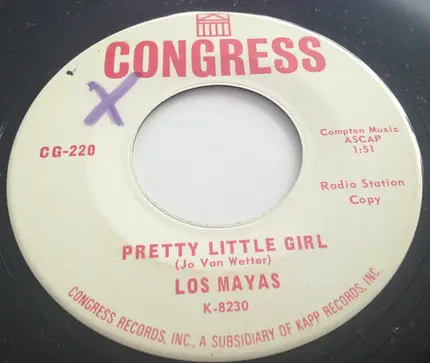 CONGRESS
X
CG-220
Compton Music
ASCAP
1:51
Radio Station
Copy
PRETTY LITTLE GIRL
(Jo Van Wetter)
LOS MAYAS
K-8230
CONGRESS RECORDS, INC., A SUBSIDIARY OF KAPP RECORDS, INC.